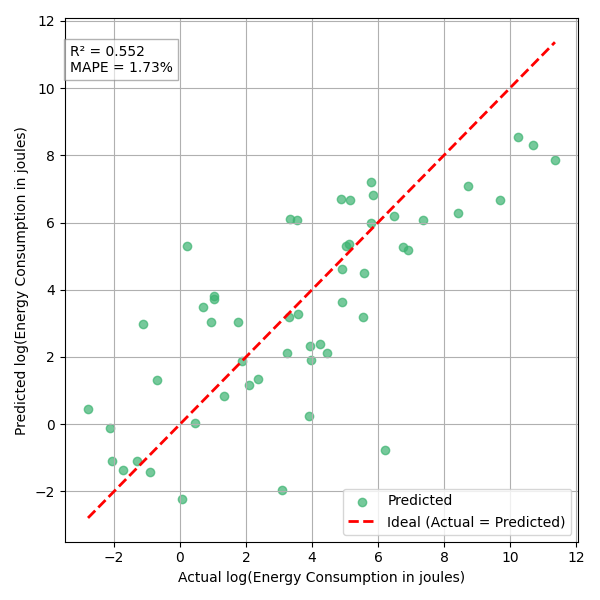 12
10
8
6
4
2
0
−2
R² = 0.552
MAPE = 1.73%
Predicted log(Energy Consumption in joules)
Predicted
Ideal (Actual = Predicted)
−2 0 2 4 6 8 10 12
Actual log(Energy Consumption in joules)